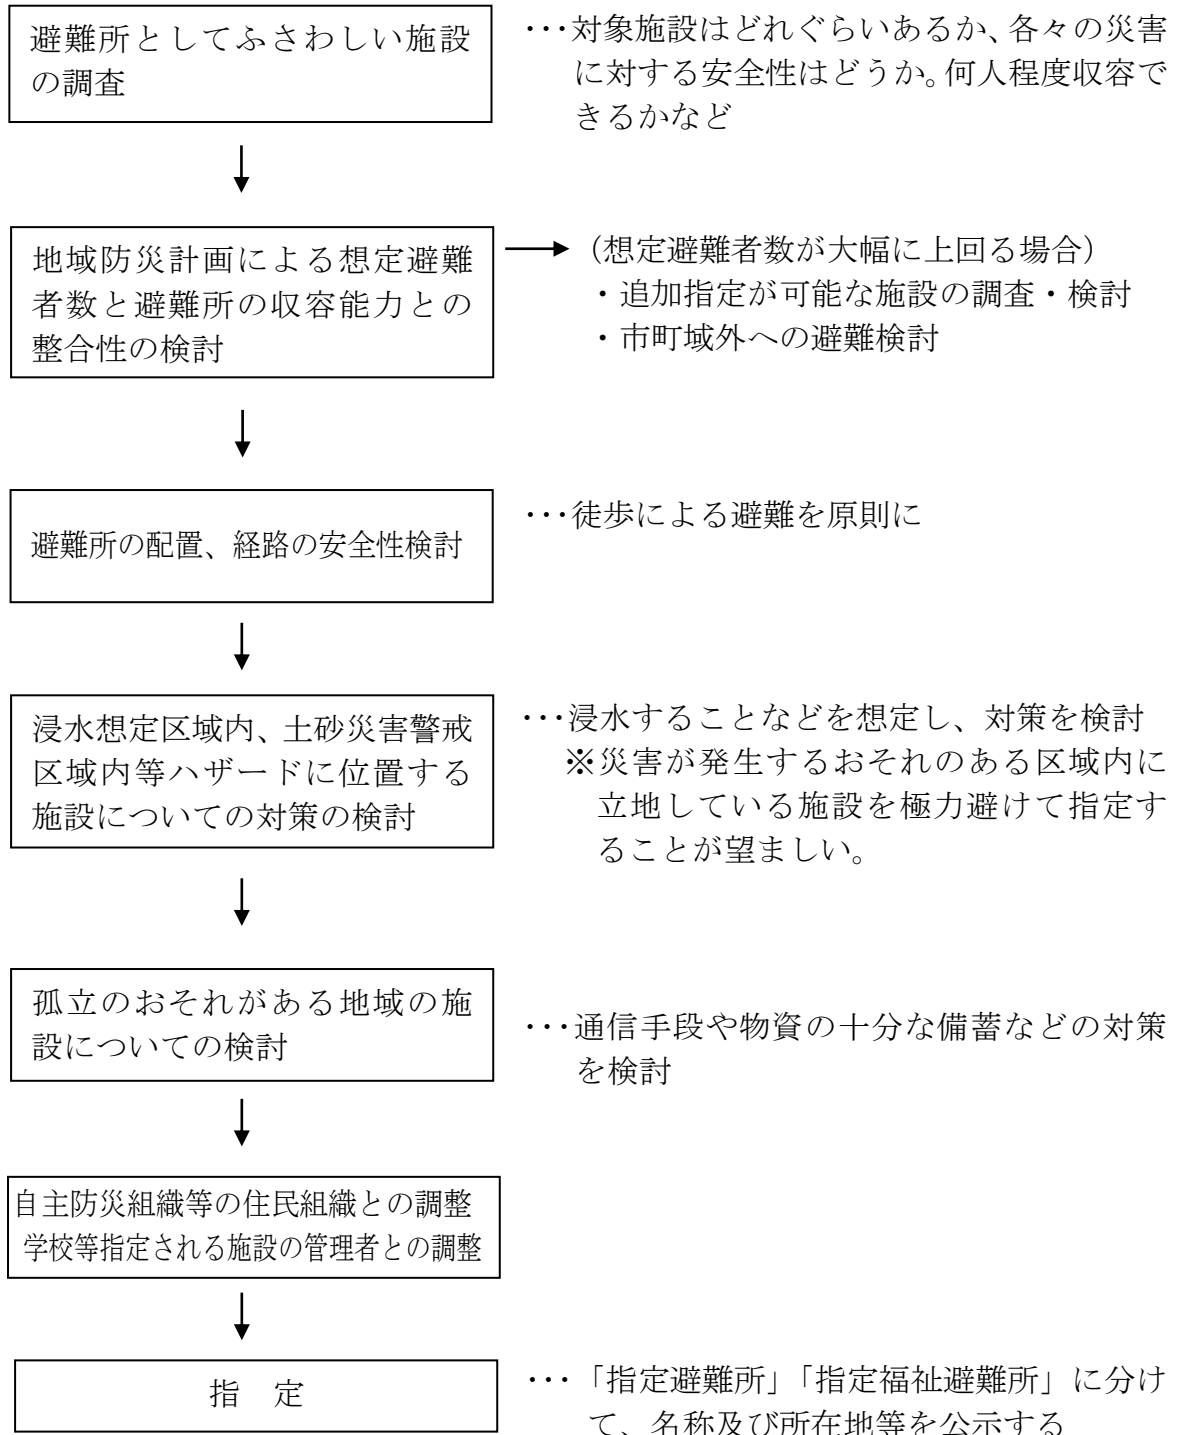 避難所としてふさわしい施設
の調査
･･･対象施設はどれぐらいあるか、各々の災害
に対する安全性はどうか。何人程度収容で
きるかなど
地域防災計画による想定避難
者数と避難所の収容能力との
整合性の検討
（想定避難者数が大幅に上回る場合）
・追加指定が可能な施設の調査・検討
・市町域外への避難検討
避難所の配置、経路の安全性検討
･･･徒歩による避難を原則に
浸水想定区域内、土砂災害警戒
区域内等ハザードに位置する
施設についての対策の検討
･･･浸水することなどを想定し、対策を検討
※災害が発生するおそれのある区域内に
立地している施設を極力避けて指定す
ることが望ましい。
孤立のおそれがある地域の施
設についての検討
･･･通信手段や物資の十分な備蓄などの対策
を検討
自主防災組織等の住民組織との調整
学校等指定される施設の管理者との調整
指　定
･･･「指定避難所」「指定福祉避難所」に分け
て、名称及び所在地等を公示する